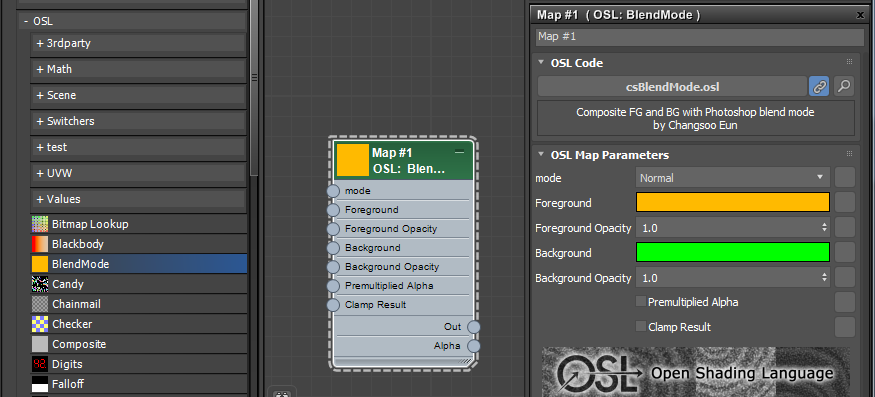 - OSL
+ 3rdparty
+ Math
+ Scene
+ Switchers
+ test
+ UVW
+ Values
Bitmap Lookup
Blackbody
BlendMode
Candy
Chainmail
Checker
Composite
Digits
Falloff
Map #1
OSL: Blen...
mode
Foreground
Foreground Opacity
Background
Background Opacity
Premultiplied Alpha
Clamp Result
Out
Alpha
Map #1 ( OSL: BlendMode ) x
Map #1
OSL Code
csBlendMode.osl
Composite FG and BG with Photoshop blend mode
by Changsoo Eun
OSL Map Parameters
mode Normal
Foreground
Foreground Opacity 1.0
Background
Background Opacity 1.0
Premultiplied Alpha
Clamp Result
OSL Open Shading Language